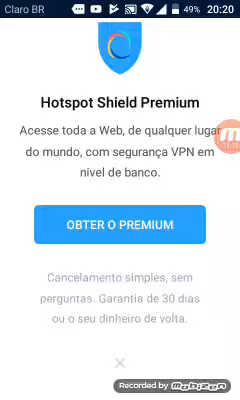 Claro BR 49% 20:20
Hotspot Shield Premium
Acesse toda a Web, de qualquer lugar
do mundo, com segurança VPN em
nível de banco.
OBTER O PREMIUM
Cancelamento simples, sem
perguntas. Garantia de 30 dias
ou o seu dinheiro de volta.
Recorded by Mobizen